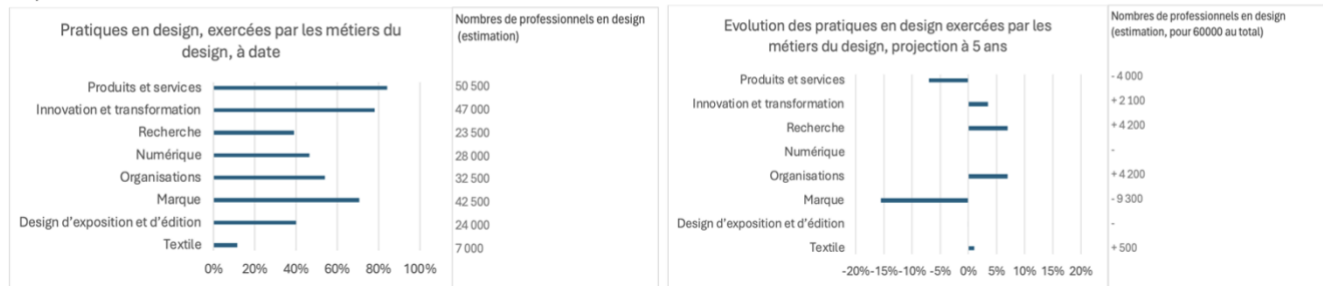 Pratiques en design, exercées par les métiers du
design, à date
Nombres de professionnels en design
(estimation)
Produits et services 50 500
Innovation et transformation 47 000
Recherche 23 500
Numérique 28 000
Organisations 32 500
Marque 42 500
Design d'exposition et d'édition 24 000
Textile 7 000
0% 20% 40% 60% 80% 100%
Evolution des pratiques en design exercées par les
métiers du design, projection à 5 ans
Nombres de professionnels en design
(estimation, pour 60000 au total)
Produits et services - 4 000
Innovation et transformation + 2 100
Recherche + 4 200
Numérique -
Organisations + 4 200
Marque - 9 300
Design d'exposition et d'édition -
Textile + 500
-20% -15% -10% -5% 0% 5% 10% 15% 20%